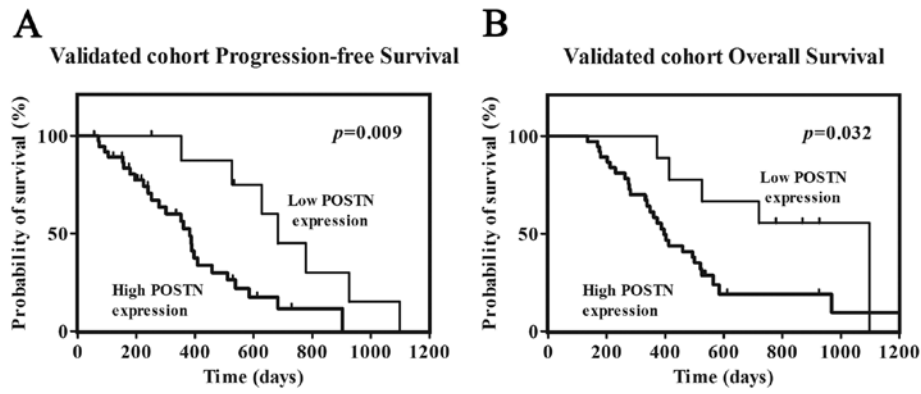 A
Validated cohort Progression-free Survival
Probability of survival (%)
100
50
0
p=0.009
Low POSTN
expression
High POSTN
expression
0 200 400 600 800 1000 1200
Time (days)
B
Validated cohort Overall Survival
Probability of survival (%)
100
50
0
p=0.032
Low POSTN
expression
High POSTN
expression
0 200 400 600 800 1000 1200
Time (days)